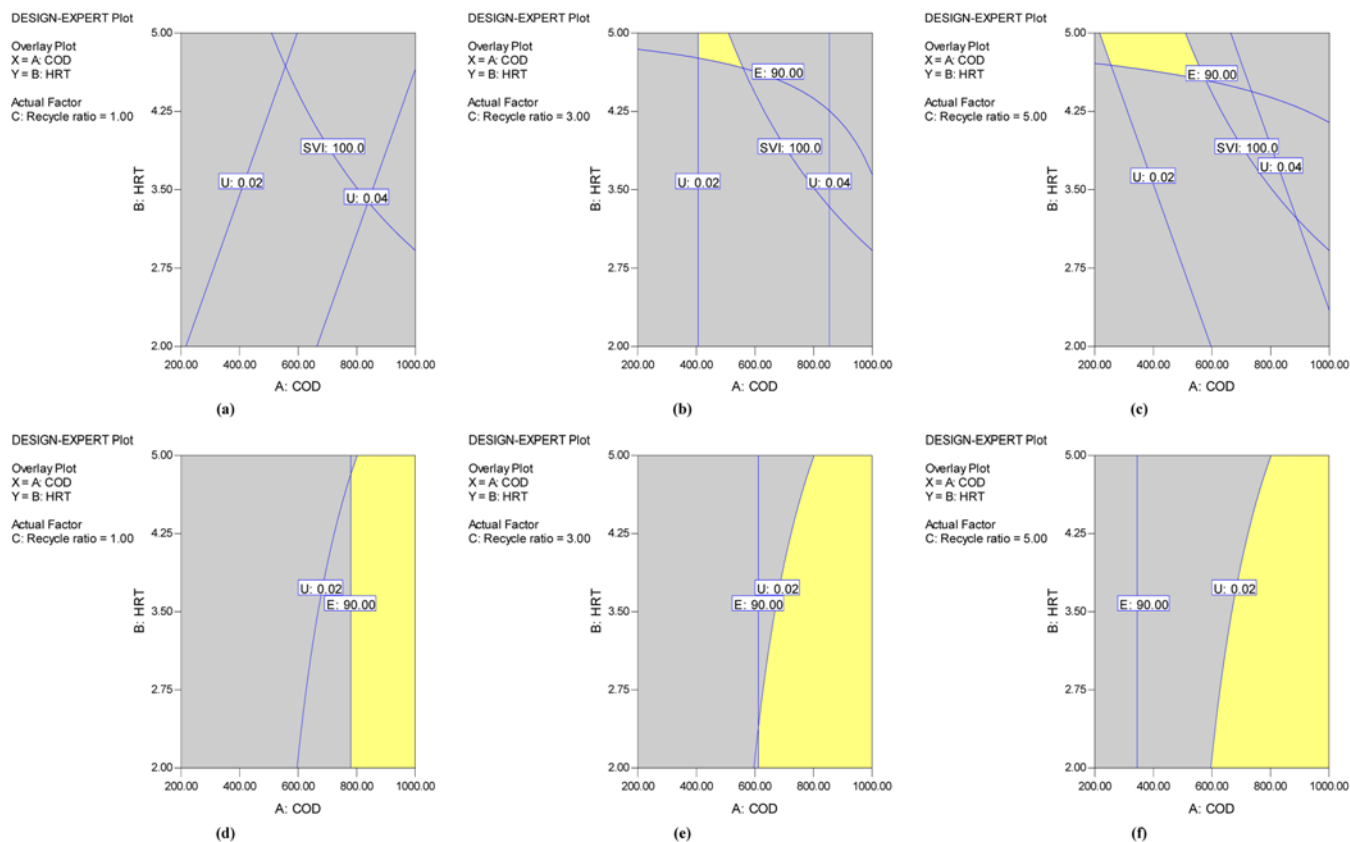 DESIGN-EXPERT Plot
Overlay Plot
X = A: COD
Y = B: HRT
Actual Factor
C: Recycle ratio = 1.00
5.00
4.25
3.50
2.75
2.00
B: HRT
SVI: 100.0
U: 0.02
U: 0.04
200.00 400.00 600.00 800.00 1000.00
A: COD
(a)
DESIGN-EXPERT Plot
Overlay Plot
X = A: COD
Y = B: HRT
Actual Factor
C: Recycle ratio = 3.00
5.00
4.25
3.50
2.75
2.00
B: HRT
E: 90.00
SVI: 100.0
U: 0.02
U: 0.04
200.00 400.00 600.00 800.00 1000.00
A: COD
(b)
DESIGN-EXPERT Plot
Overlay Plot
X = A: COD
Y = B: HRT
Actual Factor
C: Recycle ratio = 5.00
5.00
4.25
3.50
2.75
2.00
B: HRT
E: 90.00
SVI: 100.0
U: 0.04
U: 0.02
200.00 400.00 600.00 800.00 1000.00
A: COD
(c)
DESIGN-EXPERT Plot
Overlay Plot
X = A: COD
Y = B: HRT
Actual Factor
C: Recycle ratio = 1.00
5.00
4.25
3.50
2.75
2.00
B: HRT
U: 0.02
E: 90.00
200.00 400.00 600.00 800.00 1000.00
A: COD
(d)
DESIGN-EXPERT Plot
Overlay Plot
X = A: COD
Y = B: HRT
Actual Factor
C: Recycle ratio = 3.00
5.00
4.25
3.50
2.75
2.00
B: HRT
U: 0.02
E: 90.00
200.00 400.00 600.00 800.00 1000.00
A: COD
(e)
DESIGN-EXPERT Plot
Overlay Plot
X = A: COD
Y = B: HRT
Actual Factor
C: Recycle ratio = 5.00
5.00
4.25
3.50
2.75
2.00
B: HRT
U: 0.02
E: 90.00
200.00 400.00 600.00 800.00 1000.00
A: COD
(f)